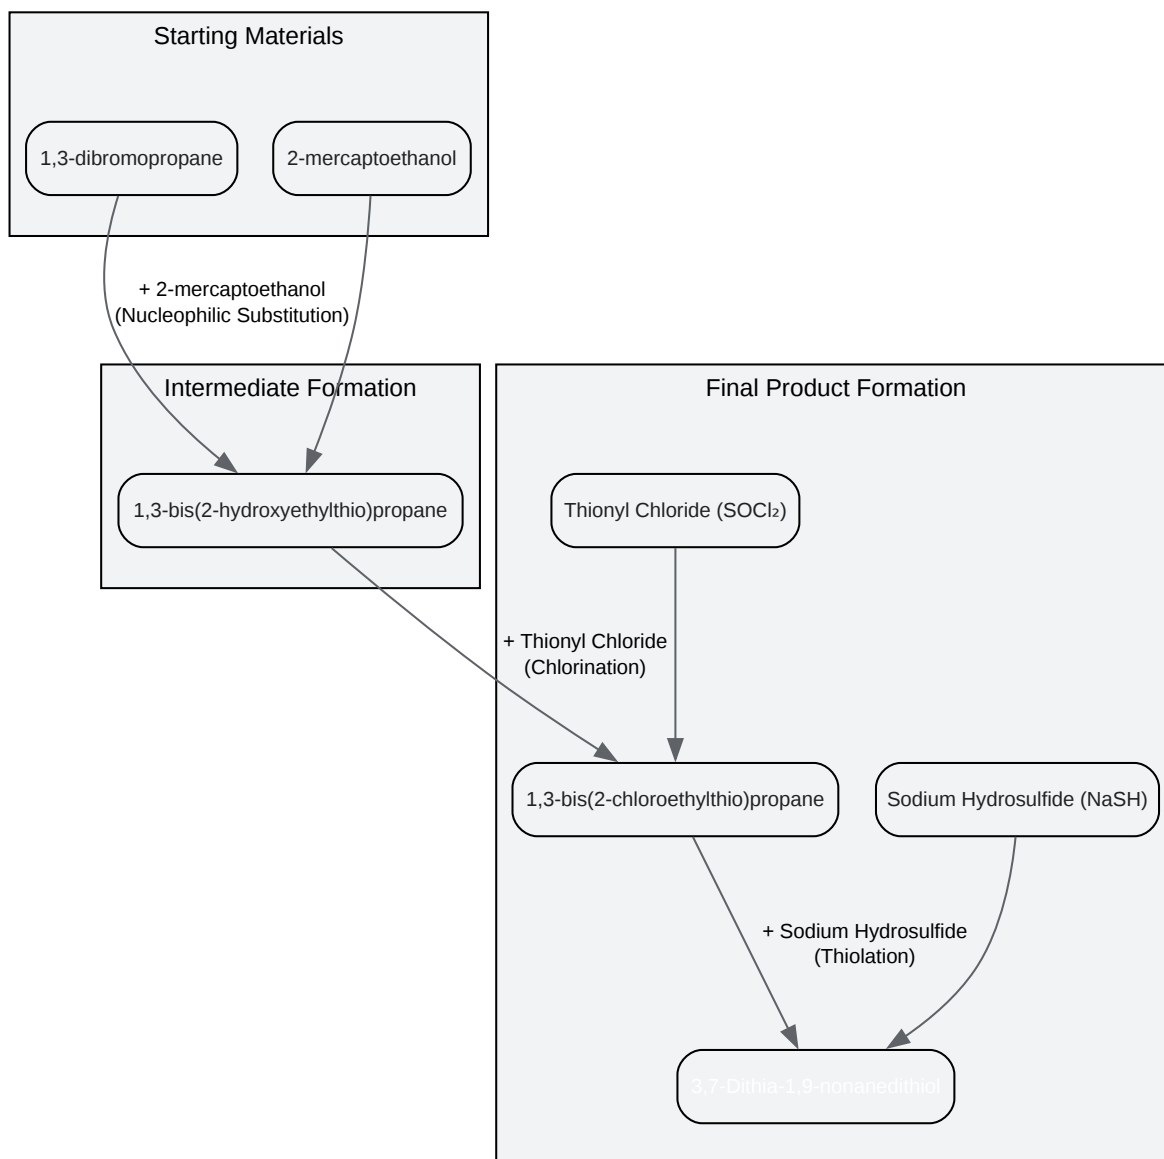 Starting Materials
1,3-dibromopropane
2-mercaptoethanol
+ 2-mercaptoethanol
(Nucleophilic Substitution)
Intermediate Formation
Final Product Formation
1,3-bis(2-hydroxyethylthio)propane
Thionyl Chloride (SOCl₂)
+ Thionyl Chloride
(Chlorination)
1,3-bis(2-chloroethylthio)propane
Sodium Hydrosulfide (NaSH)
+ Sodium Hydrosulfide
(Thiolation)
3,7-Dithia-1,9-nonanedithiol